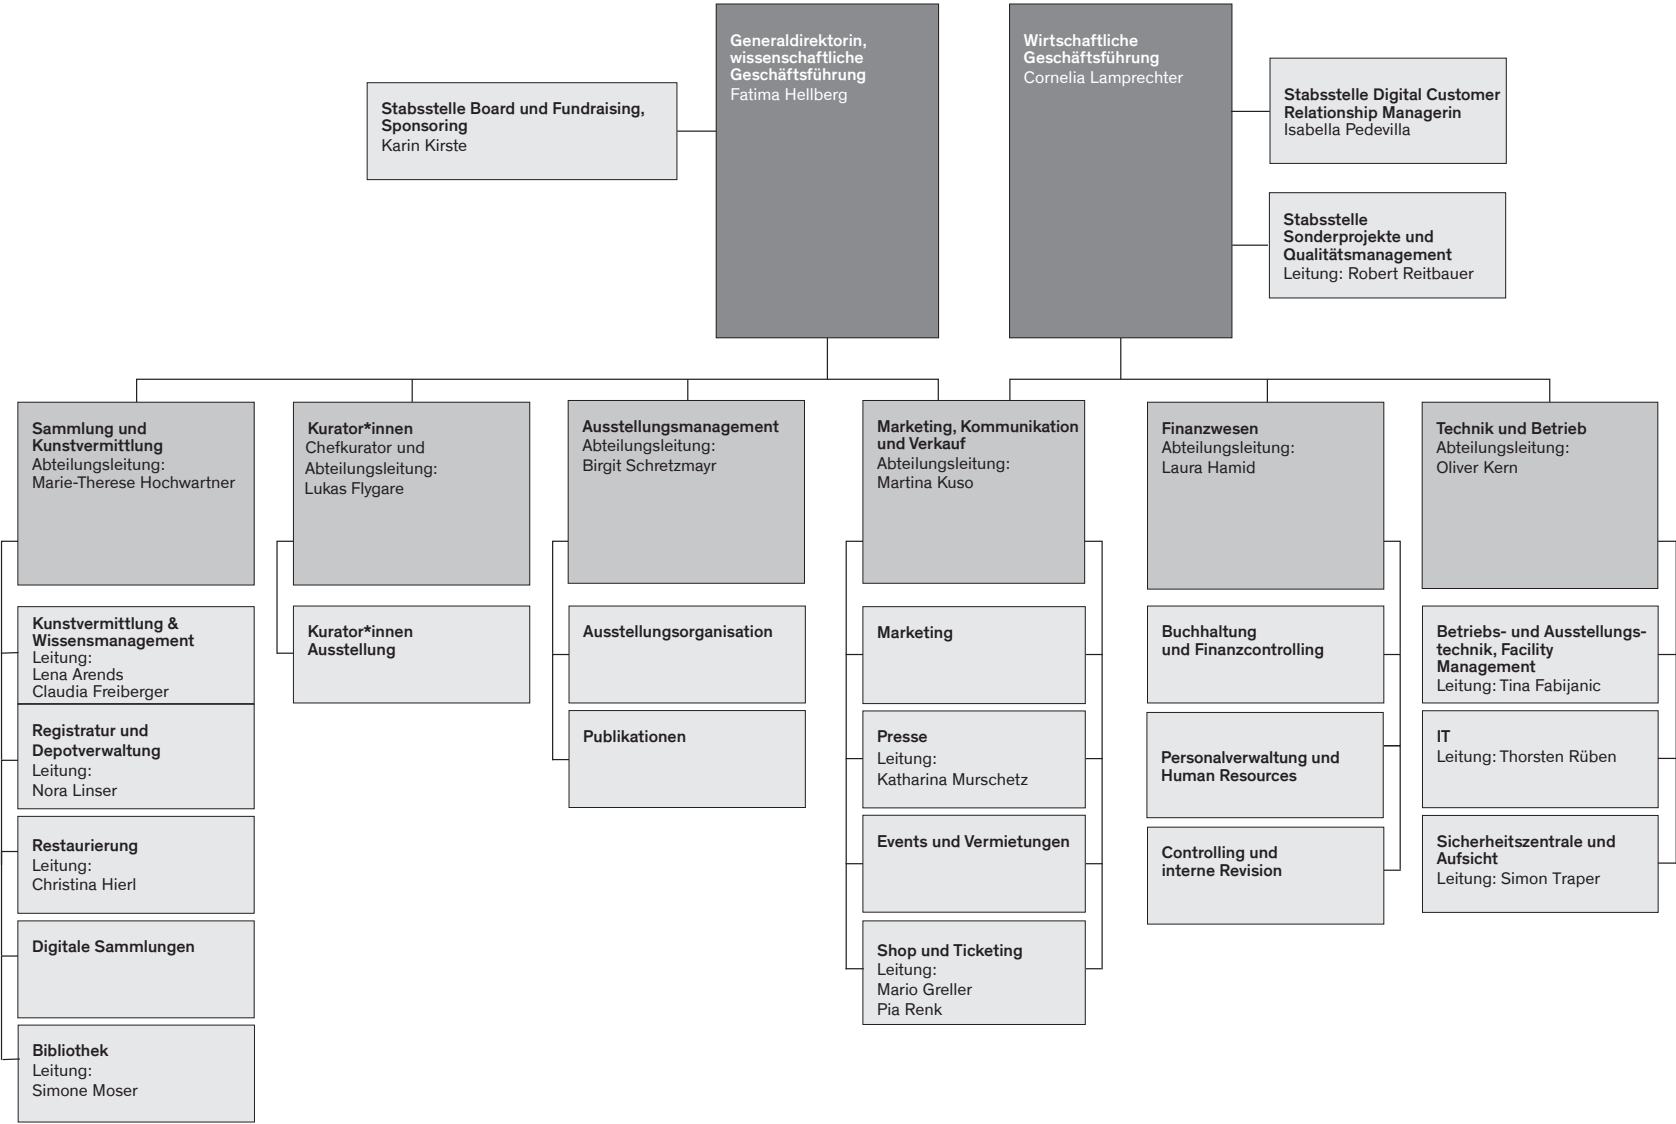 Generaldirektorin,
wissenschaftliche
Geschäftsführung
Fatima Hellberg
Wirtschaftliche
Geschäftsführung
Cornelia Lamprechter
Stabsstelle Board und Fundraising,
Sponsoring
Karin Kirste
Stabsstelle Digital Customer
Relationship Managerin
Isabella Pedevilla
Stabsstelle
Sonderprojekte und
Qualitätsmanagement
Leitung: Robert Reitbauer
Sammlung und
Kunstvermittlung
Abteilungsleitung:
Marie-Therese Hochwartner
Kurator*innen
Chefkurator und
Abteilungsleitung:
Lukas Flygare
Ausstellungsmanagement
Abteilungsleitung:
Birgit Schretzmayr
Marketing, Kommunikation
und Verkauf
Abteilungsleitung:
Martina Kuso
Finanzwesen
Abteilungsleitung:
Laura Hamid
Technik und Betrieb
Abteilungsleitung:
Oliver Kern
Kunstvermittlung &
Wissensmanagement
Leitung:
Lena Arends
Claudia Freiberger
Registratur und
Depotverwaltung
Leitung:
Nora Linser
Restaurierung
Leitung:
Christina Hierl
Digitale Sammlungen
Bibliothek
Leitung:
Simone Moser
Kurator*innen
Ausstellung
Ausstellungsorganisation
Publikationen
Marketing
Presse
Leitung:
Katharina Murschetz
Events und Vermietungen
Shop und Ticketing
Leitung:
Mario Greller
Pia Renk
Buchhaltung
und Finanzcontrolling
Personalverwaltung und
Human Resources
Controlling und
interne Revision
Betriebs- und Ausstellungs-
technik, Facility
Management
Leitung: Tina Fabijanic
IT
Leitung: Thorsten Rüben
Sicherheitszentrale und
Aufsicht
Leitung: Simon Traper